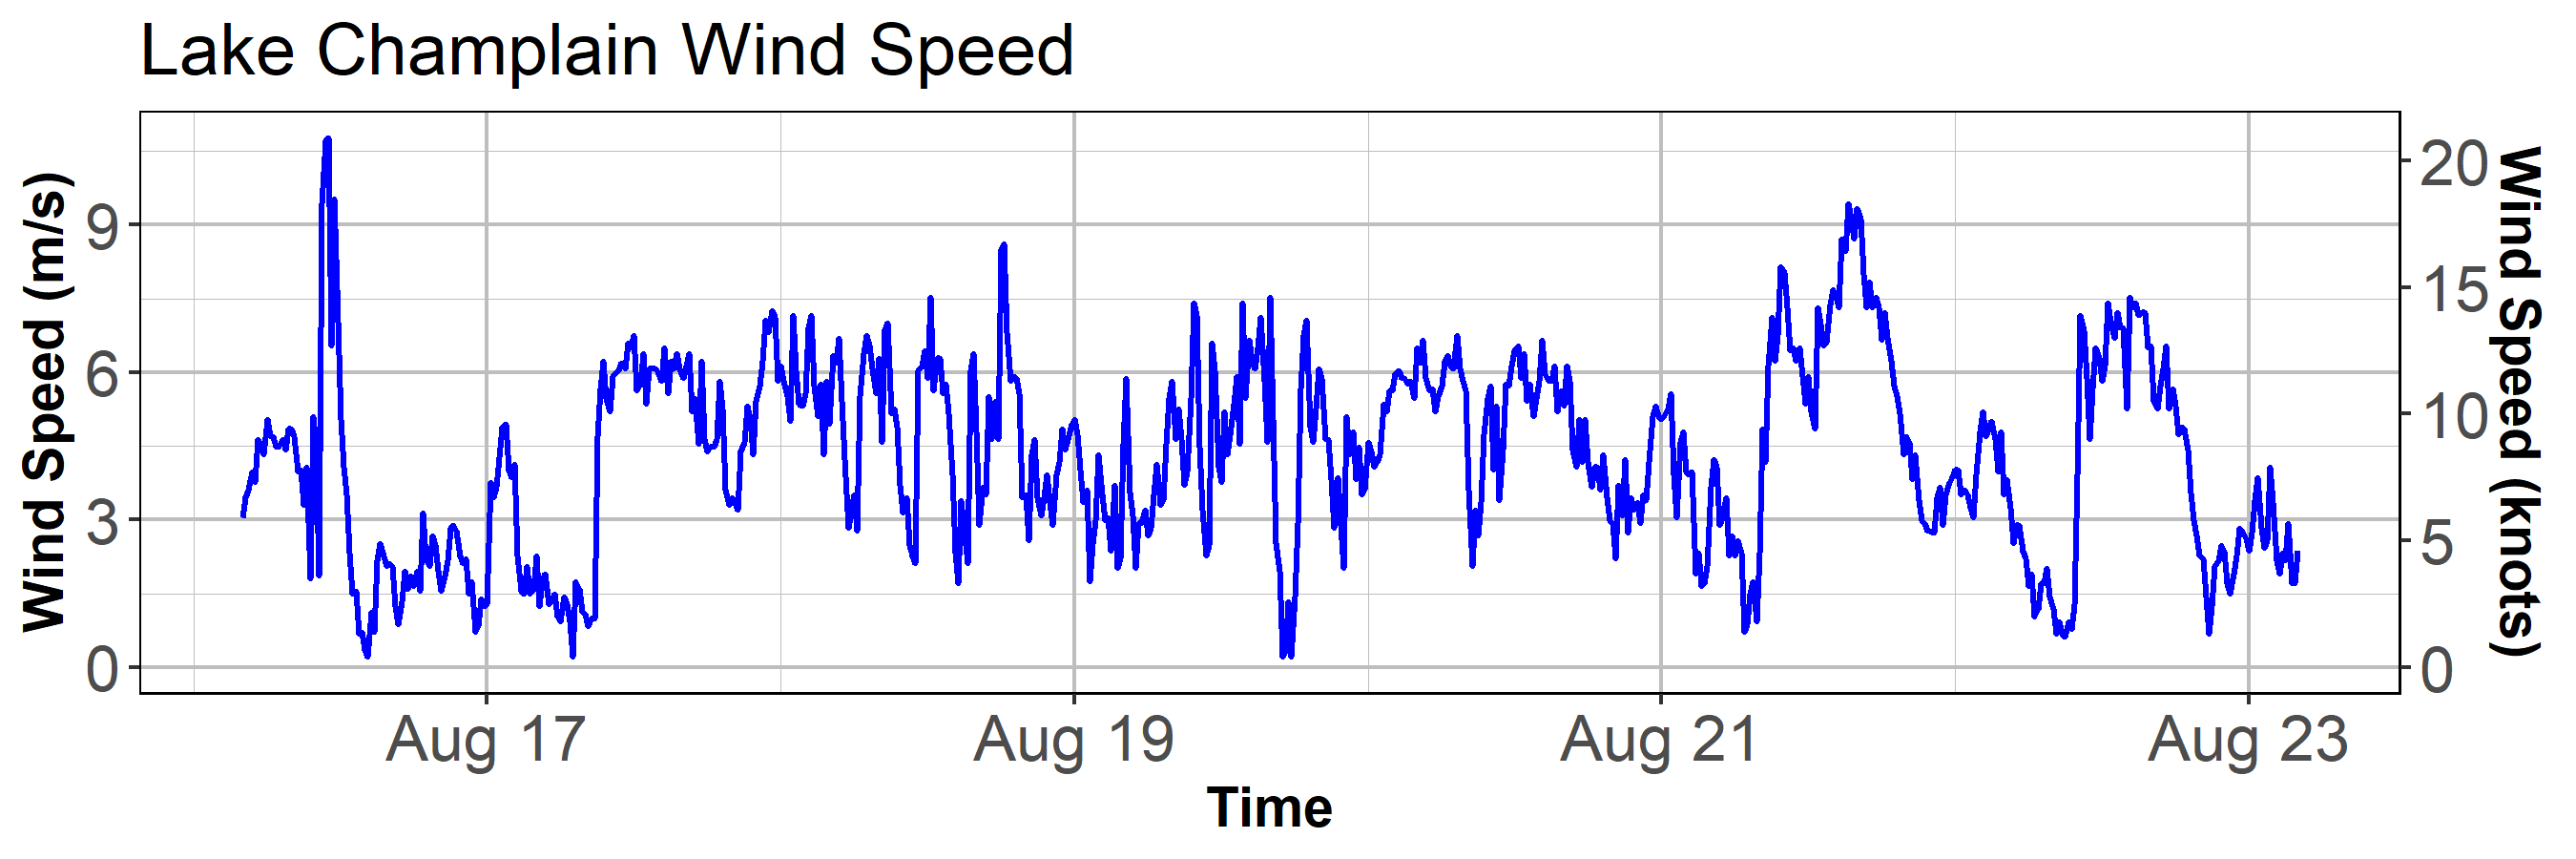 Lake Champlain Wind Speed
Wind Speed (m/s)
9
6
3
0
20
15
10
5
0
Wind Speed (knots)
Aug 17
Aug 19
Aug 21
Aug 23
Time